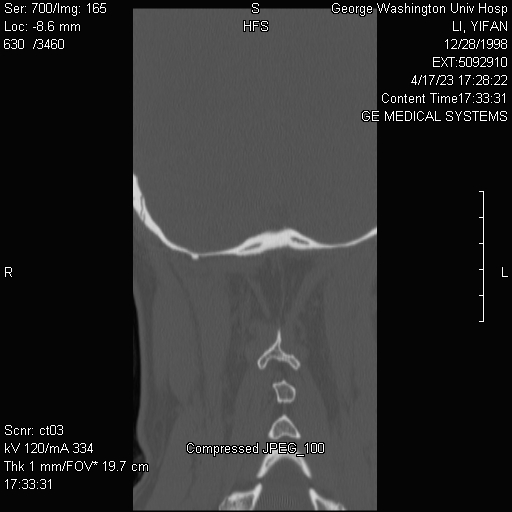 Ser: 700/Img: 165
Loc: -8.6 mm
630 /3460
S
HFS
George Washington Univ Hosp
LI, YIFAN
12/28/1998
EXT:5092910
4/17/23 17:28:22
Content Time17:33:31
GE MEDICAL SYSTEMS
R
L
Scnr: ct03
kV 120/mA 334
Thk 1 mm/FOV* 19.7 cm
17:33:31
Compressed JPEG_100